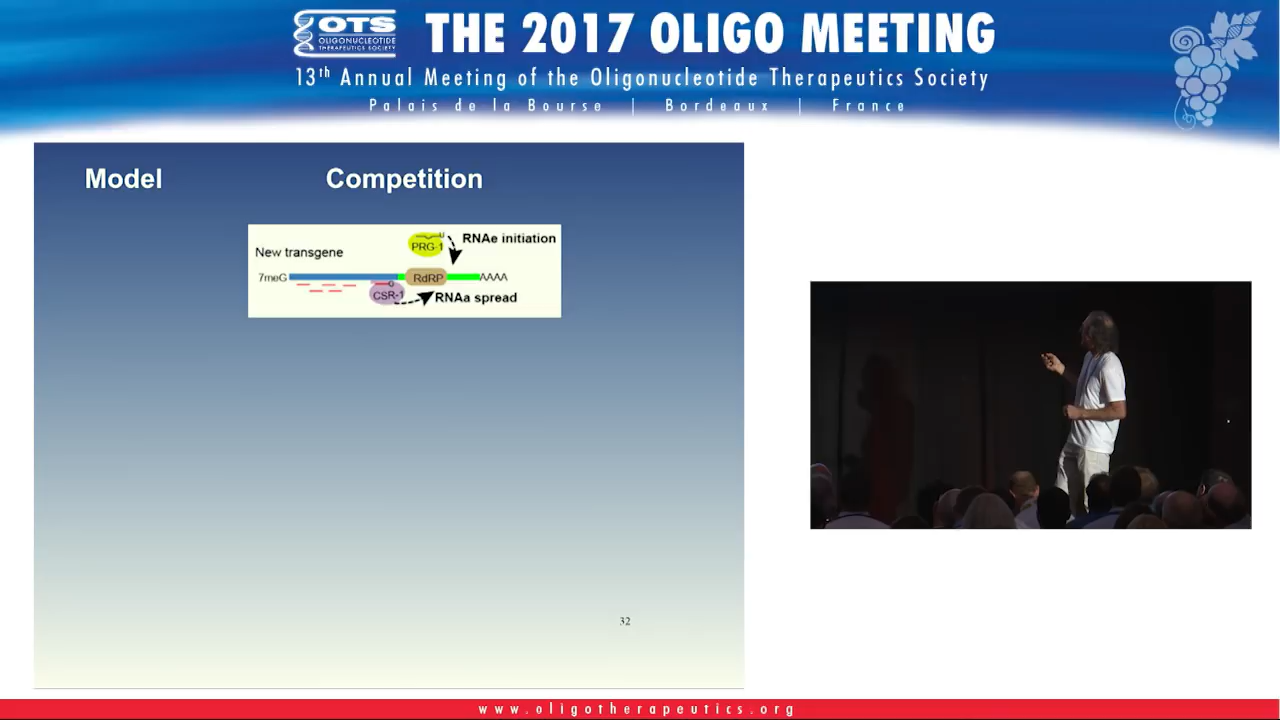 OTS
OLIGONUCLEOTIDE
THERAPEUTICS SOCIETY
THE 2017 OLIGO MEETING
13th Annual Meeting of the Oligonucleotide Therapeutics Society
Palais de la Bourse | Bordeaux | France
Model
Competition
PRG-1
U
RNAe initiation
New transgene
7meG
RdRP
AAAA
CSR-1
RNAa spread
32
www.oligotherapeutics.org